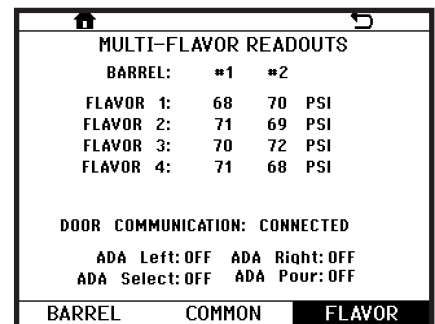 MULTI-FLAVOR READOUTS
BARREL: #1 #2
FLAVOR 1: 68 70 PSI
FLAVOR 2: 71 69 PSI
FLAVOR 3: 70 72 PSI
FLAVOR 4: 71 68 PSI
DOOR COMMUNICATION: CONNECTED
ADA Left: OFF ADA Right: OFF
ADA Select: OFF ADA Pour: OFF
BARREL COMMON FLAVOR